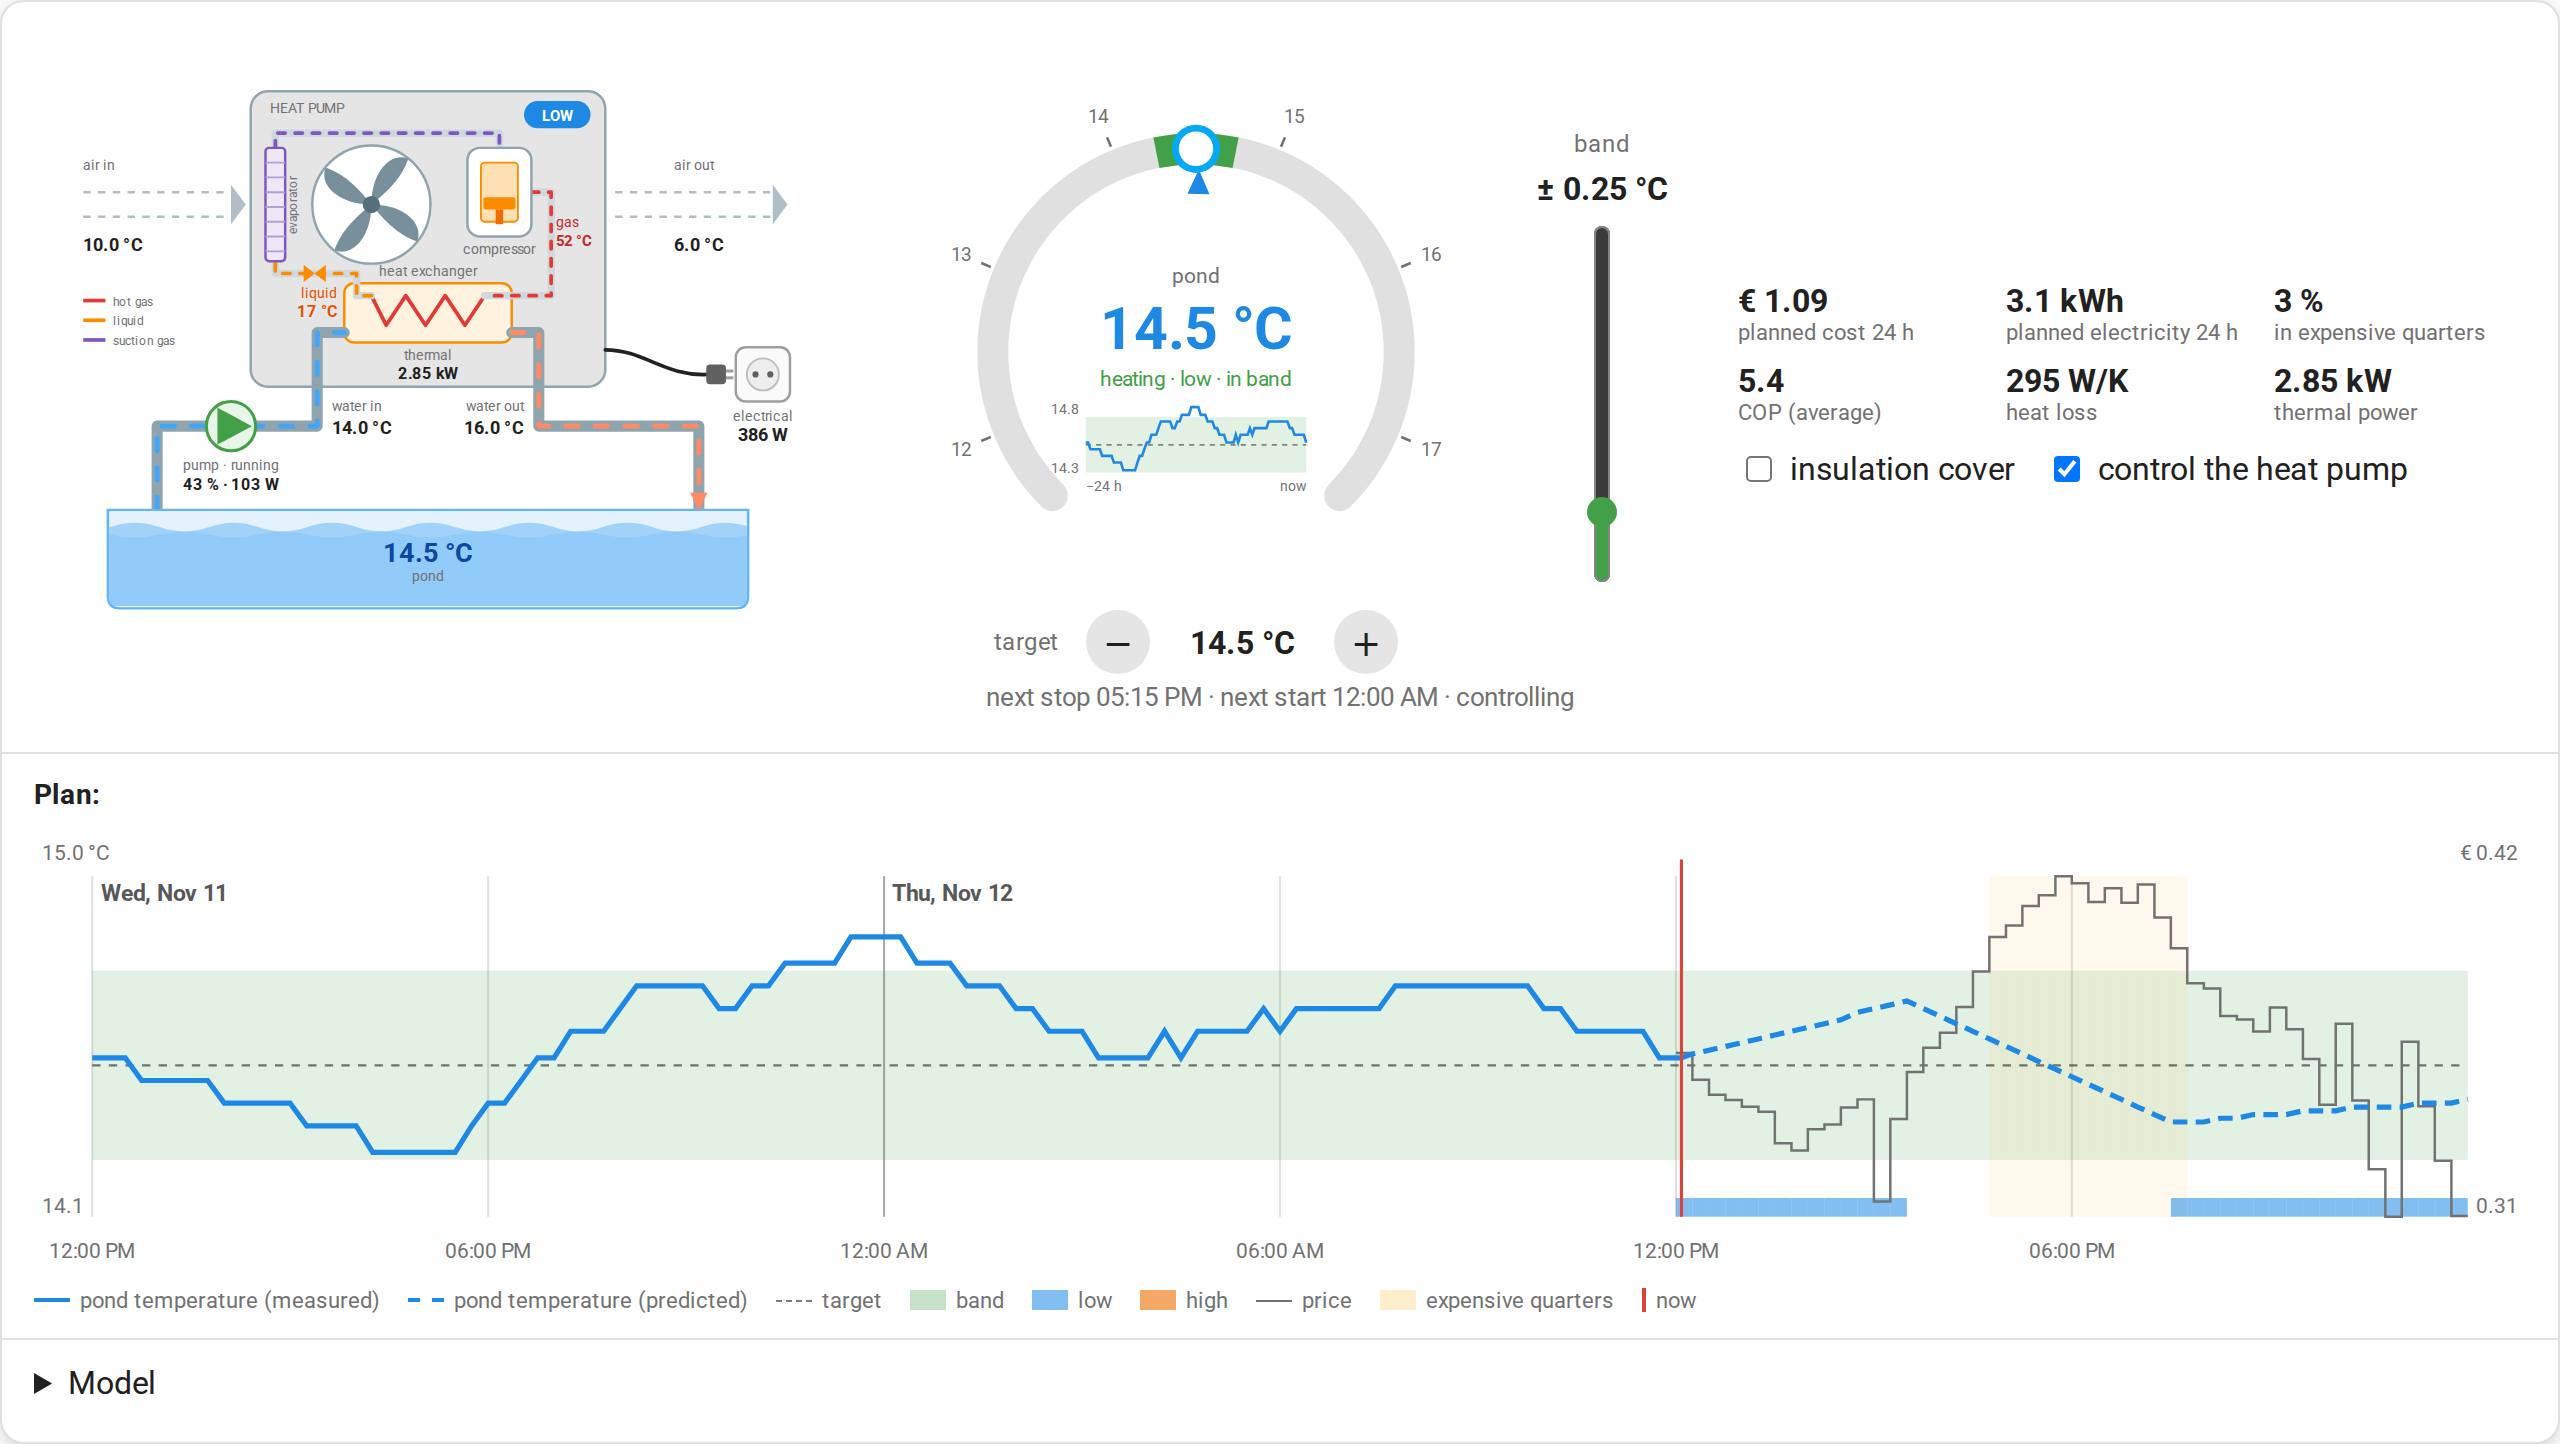 HEAT PUMP
LOW
air in
10.0 °C
evaporator
compressor
gas
52 °C
air out
6.0 °C
heat exchanger
liquid
17 °C
hot gas
liquid
suction gas
thermal
2.85 kW
water in
14.0 °C
water out
16.0 °C
electrical
386 W
pump · running
43 % · 103 W
14.5 °C
pond
12
13
14
15
16
17
pond
14.5 °C
heating · low · in band
14.8
14.3
−24 h
now
band
± 0.25 °C
target
−
14.5 °C
+
next stop 05:15 PM · next start 12:00 AM · controlling
€ 1.09
planned cost 24 h
3.1 kWh
planned electricity 24 h
3 %
in expensive quarters
5.4
COP (average)
295 W/K
heat loss
2.85 kW
thermal power
insulation cover
control the heat pump
Plan:
15.0 °C
€ 0.42
Wed, Nov 11
Thu, Nov 12
14.1
0.31
12:00 PM
06:00 PM
12:00 AM
06:00 AM
12:00 PM
06:00 PM
pond temperature (measured)
pond temperature (predicted)
target
band
low
high
price
expensive quarters
now
Model